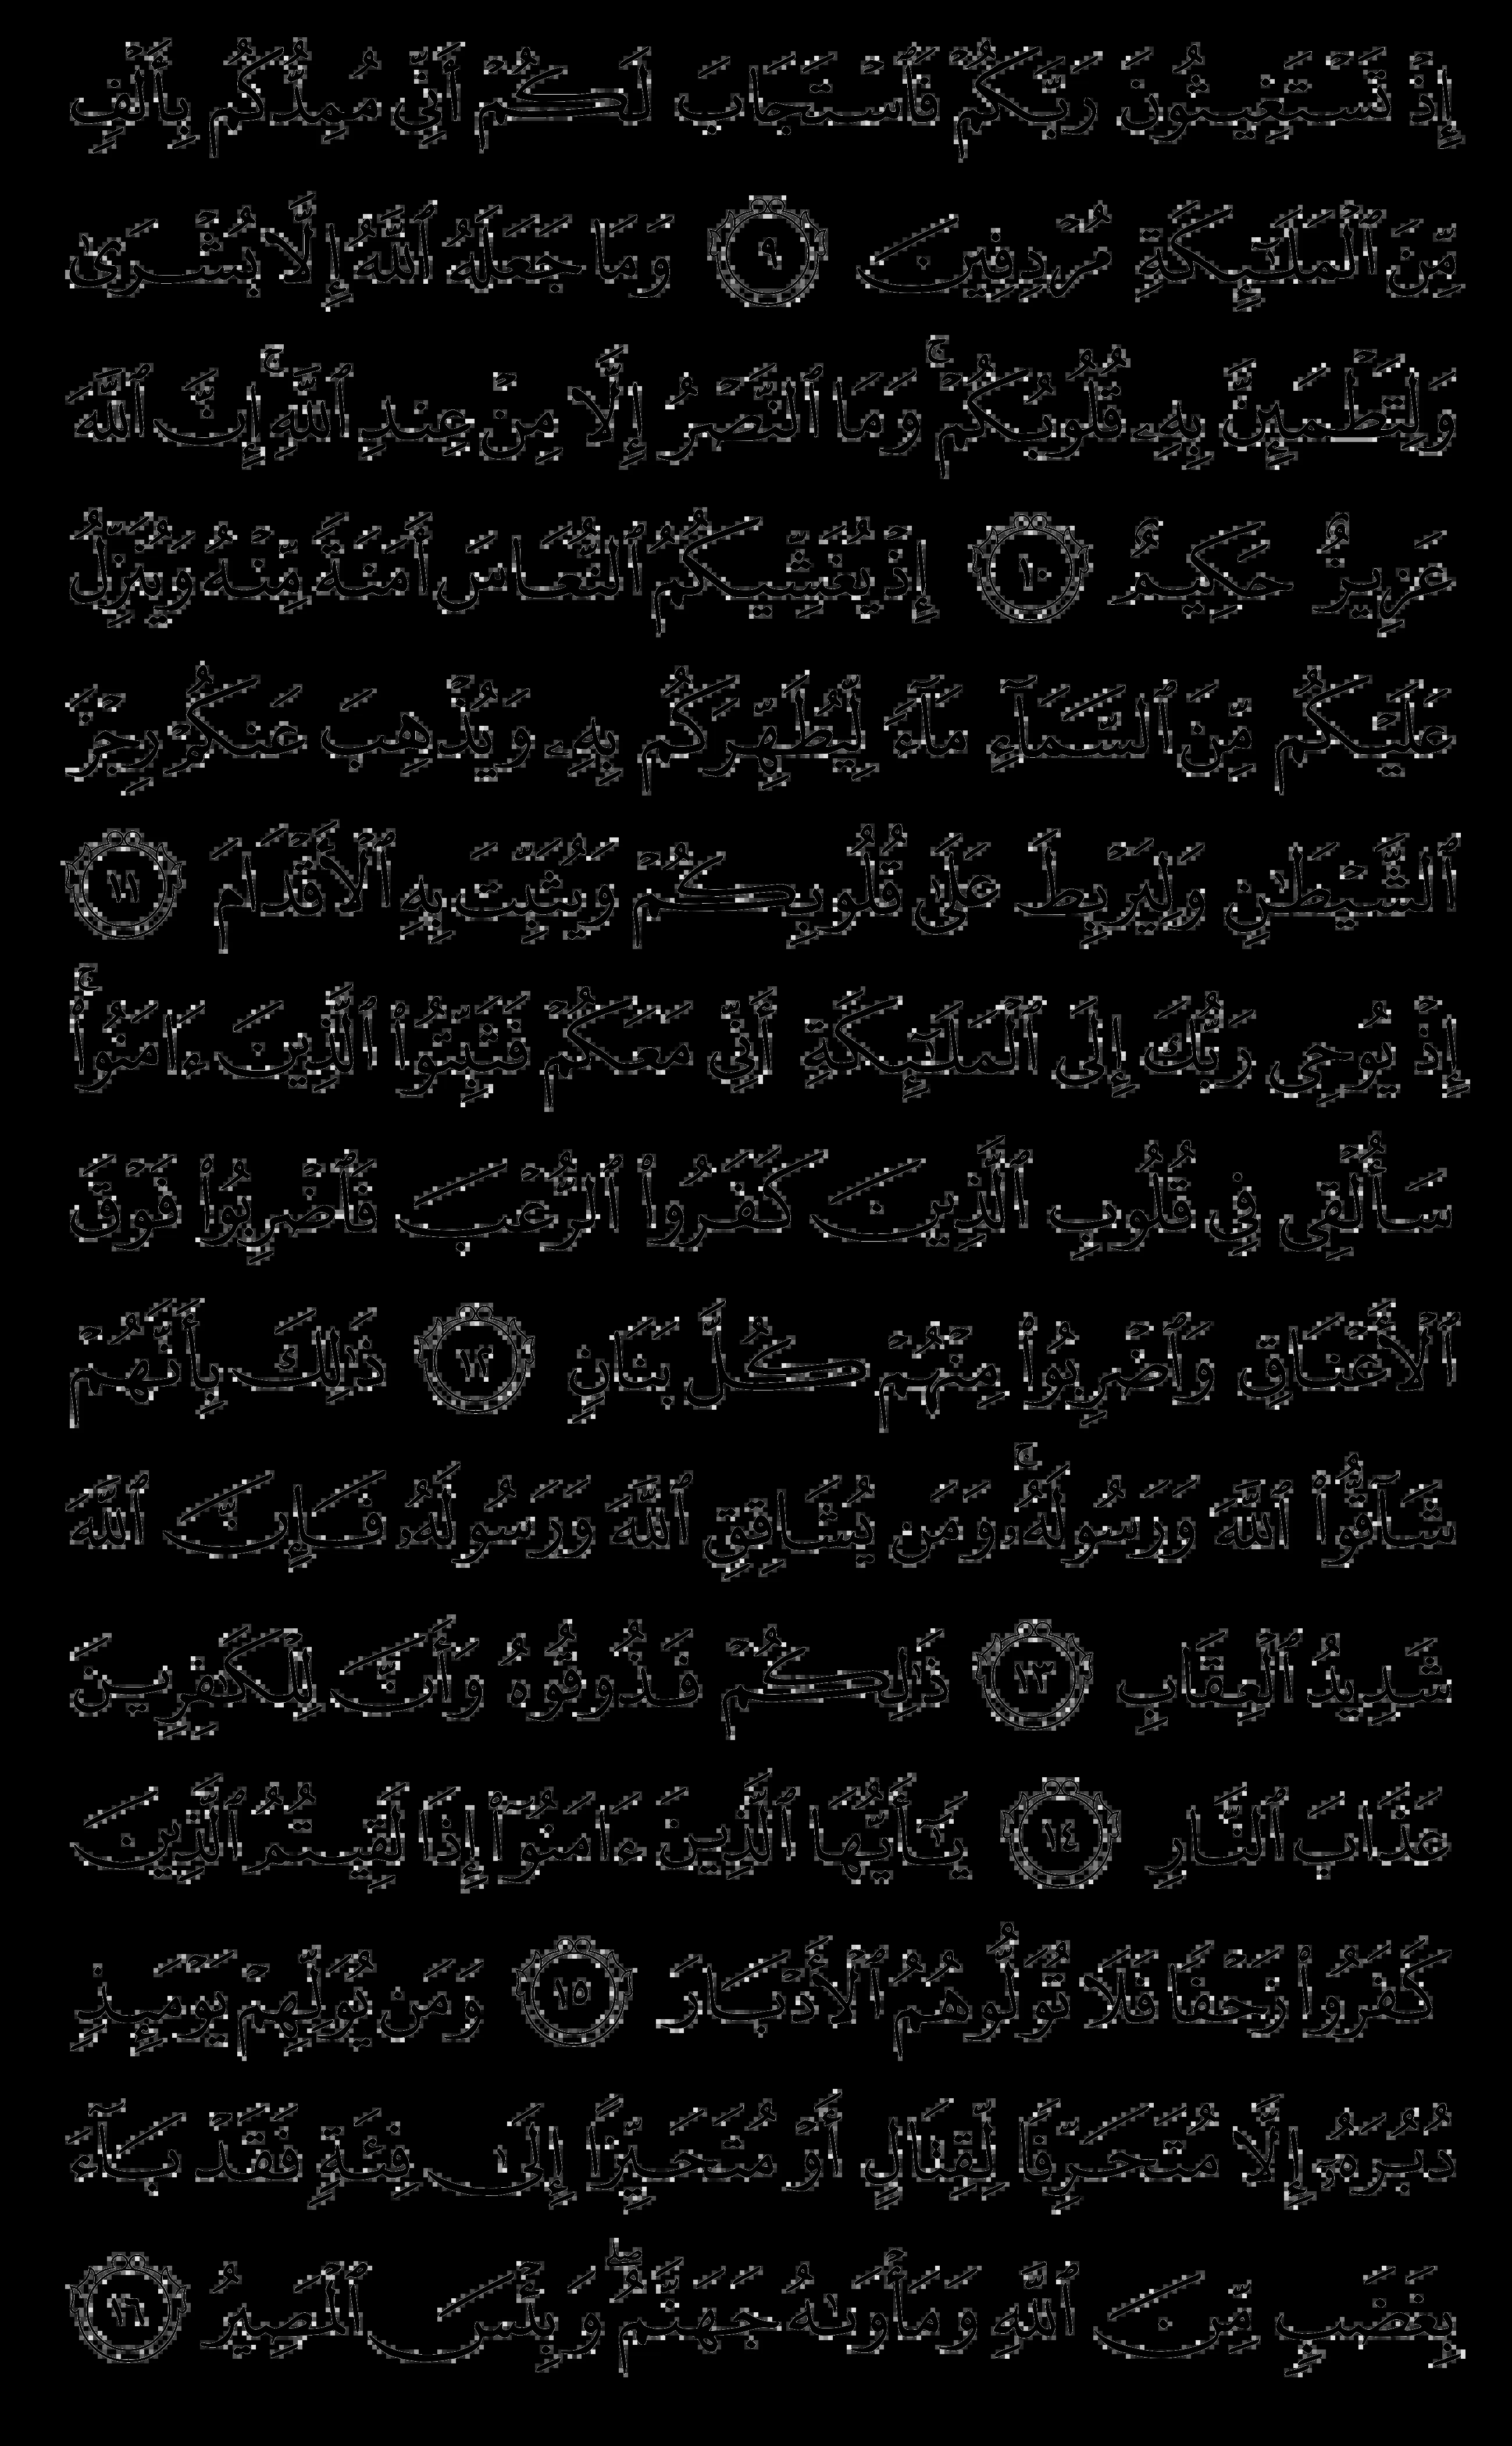 إِذْ تَسْتَغِيثُونَ رَبَّكُمْ فَٱسْتَجَابَ لَكُمْ أَنِّى مُمِدُّكُم بِأَلْفٍ
مِّنَ ٱلْمَلَـٰٓئِكَةِ مُرْدِفِينَ ٩ وَمَا جَعَلَهُ ٱللَّهُ إِلَّا بُشْرَىٰ
وَلِتَطْمَئِنَّ بِهِۦ قُلُوبُكُمْ ۚ وَمَا ٱلنَّصْرُ إِلَّا مِنْ عِندِ ٱللَّهِ ۚ إِنَّ ٱللَّهَ
عَزِيزٌ حَكِيمٌ ١٠ إِذْ يُغَشِّيكُمُ ٱلنُّعَاسَ أَمَنَةً مِّنْهُ وَيُنَزِّلُ
عَلَيْكُم مِّنَ ٱلسَّمَآءِ مَآءً لِّيُطَهِّرَكُم بِهِۦ وَيُذْهِبَ عَنكُمْ رِجْزَ
ٱلشَّيْطَـٰنِ وَلِيَرْبِطَ عَلَىٰ قُلُوبِكُمْ وَيُثَبِّتَ بِهِ ٱلْأَقْدَامَ ١١
إِذْ يُوحِى رَبُّكَ إِلَى ٱلْمَلَـٰٓئِكَةِ أَنِّى مَعَكُمْ فَثَبِّتُوا۟ ٱلَّذِينَ ءَامَنُوا۟ ۚ
سَأُلْقِى فِى قُلُوبِ ٱلَّذِينَ كَفَرُوا۟ ٱلرُّعْبَ فَٱضْرِبُوا۟ فَوْقَ
ٱلْأَعْنَاقِ وَٱضْرِبُوا۟ مِنْهُمْ كُلَّ بَنَانٍ ١٢ ذَٰلِكَ بِأَنَّهُمْ
شَآقُّوا۟ ٱللَّهَ وَرَسُولَهُۥ ۚ وَمَن يُشَاقِقِ ٱللَّهَ وَرَسُولَهُۥ فَإِنَّ ٱللَّهَ
شَدِيدُ ٱلْعِقَابِ ١٣ ذَٰلِكُمْ فَذُوقُوهُ وَأَنَّ لِلْكَـٰفِرِينَ
عَذَابَ ٱلنَّارِ ١٤ يَـٰٓأَيُّهَا ٱلَّذِينَ ءَامَنُوٓا۟ إِذَا لَقِيتُمُ ٱلَّذِينَ
كَفَرُوا۟ زَحْفًا فَلَا تُوَلُّوهُمُ ٱلْأَدْبَارَ ١٥ وَمَن يُوَلِّهِمْ يَوْمَئِذٍ
دُبُرَهُۥٓ إِلَّا مُتَحَرِّفًا لِّقِتَالٍ أَوْ مُتَحَيِّزًا إِلَىٰ فِئَةٍ فَقَدْ بَآءَ
بِغَضَبٍ مِّنَ ٱللَّهِ وَمَأْوَىٰهُ جَهَنَّمُ ۖ وَبِئْسَ ٱلْمَصِيرُ ١٦